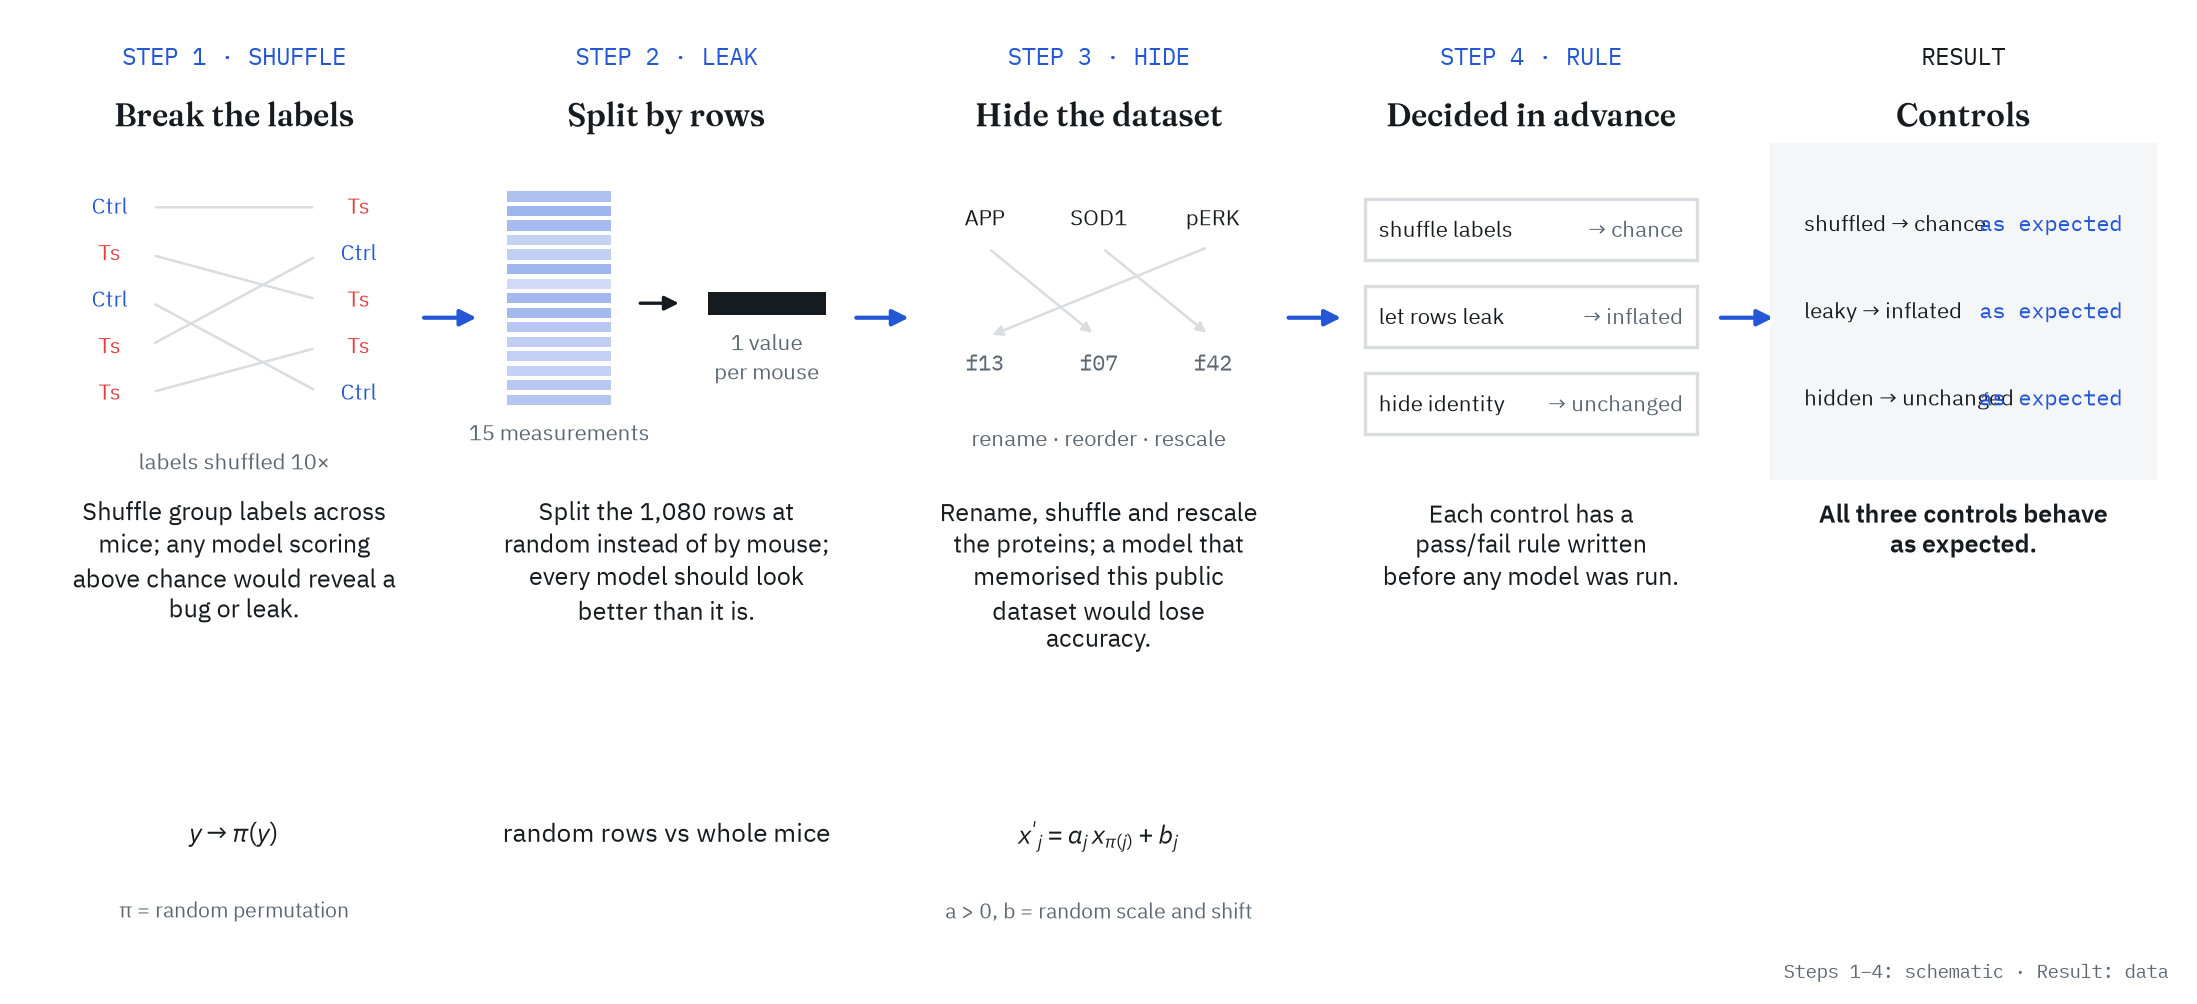 STEP 1 · SHUFFLE
Break the labels
Ctrl Ts
Ts Ctrl
Ctrl Ts
Ts Ts
Ts Ctrl
labels shuffled 10×
Shuffle group labels across
mice; any model scoring
above chance would reveal a
bug or leak.
y → π(y)
π = random permutation
STEP 2 · LEAK
Split by rows
1 value
per mouse
15 measurements
Split the 1,080 rows at
random instead of by mouse;
every model should look
better than it is.
random rows vs whole mice
STEP 3 · HIDE
Hide the dataset
APP SOD1 pERK
f13 f07 f42
rename · reorder · rescale
Rename, shuffle and rescale
the proteins; a model that
memorised this public
dataset would lose
accuracy.
x′j = aj xπ(j) + bj
a > 0, b = random scale and shift
STEP 4 · RULE
Decided in advance
shuffle labels → chance
let rows leak → inflated
hide identity → unchanged
Each control has a
pass/fail rule written
before any model was run.
RESULT
Controls
shuffled → chance as expected
leaky → inflated as expected
hidden → unchanged as expected
All three controls behave
as expected.
Steps 1–4: schematic · Result: data